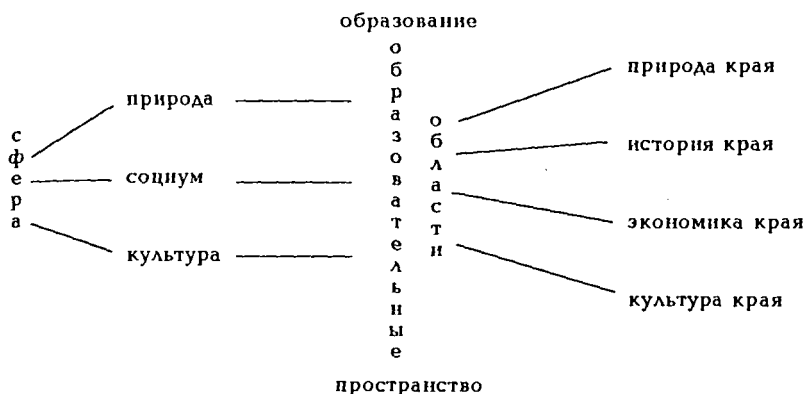 образование
сфера
природа
социум
культура
образовательные
области
природа края
история края
экономика края
культура края
пространство